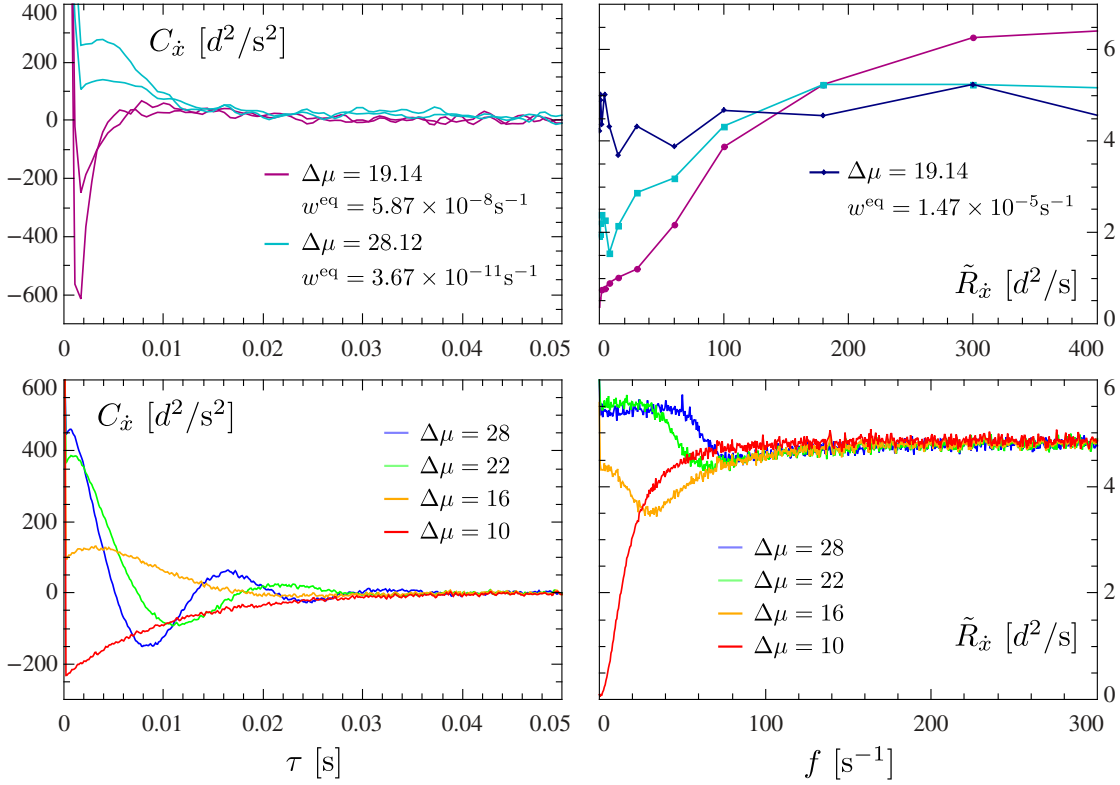 400
200
0
−200
−400
−600
C_ẋ [d²/s²]
Δμ = 19.14
w^eq = 5.87 × 10⁻⁸s⁻¹
Δμ = 28.12
w^eq = 3.67 × 10⁻¹¹s⁻¹
0 0.01 0.02 0.03 0.04 0.05
6
4
2
0
Δμ = 19.14
w^eq = 1.47 × 10⁻⁵s⁻¹
R̃_ẋ [d²/s]
0 100 200 300 400
600
400
200
0
−200
C_ẋ [d²/s²]
Δμ = 28
Δμ = 22
Δμ = 16
Δμ = 10
0 0.01 0.02 0.03 0.04 0.05
τ [s]
6
4
2
0
Δμ = 28
Δμ = 22
Δμ = 16
Δμ = 10
R̃_ẋ [d²/s]
0 100 200 300
f [s⁻¹]